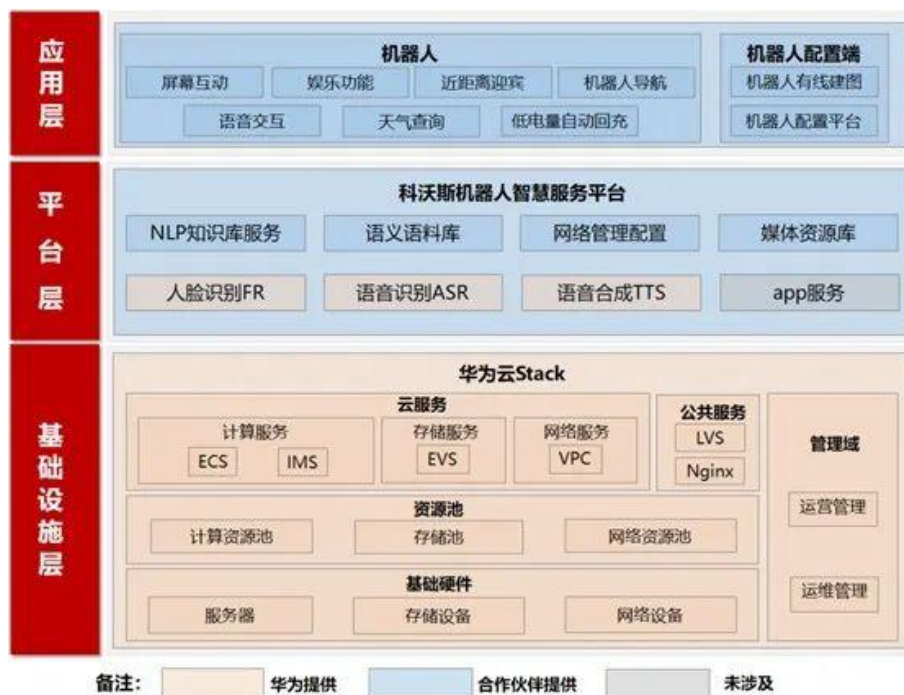 应用层
机器人
屏幕互动 娱乐功能 近距离迎宾 机器人导航
语音交互 天气查询 低电量自动回充
机器人配置端
机器人有线建图
机器人配置平台
平台层
科沃斯机器人智慧服务平台
NLP知识库服务 语义语料库 网络管理配置 媒体资源库
人脸识别FR 语音识别ASR 语音合成TTS app服务
基础设施层
华为云Stack
云服务
计算服务 存储服务 网络服务
ECS IMS EVS VPC
公共服务
LVS
Nginx
资源池
计算资源池 存储池 网络资源池
基础硬件
服务器 存储设备 网络设备
管理域
运营管理
运维管理
备注： 华为提供 合作伙伴提供 未涉及